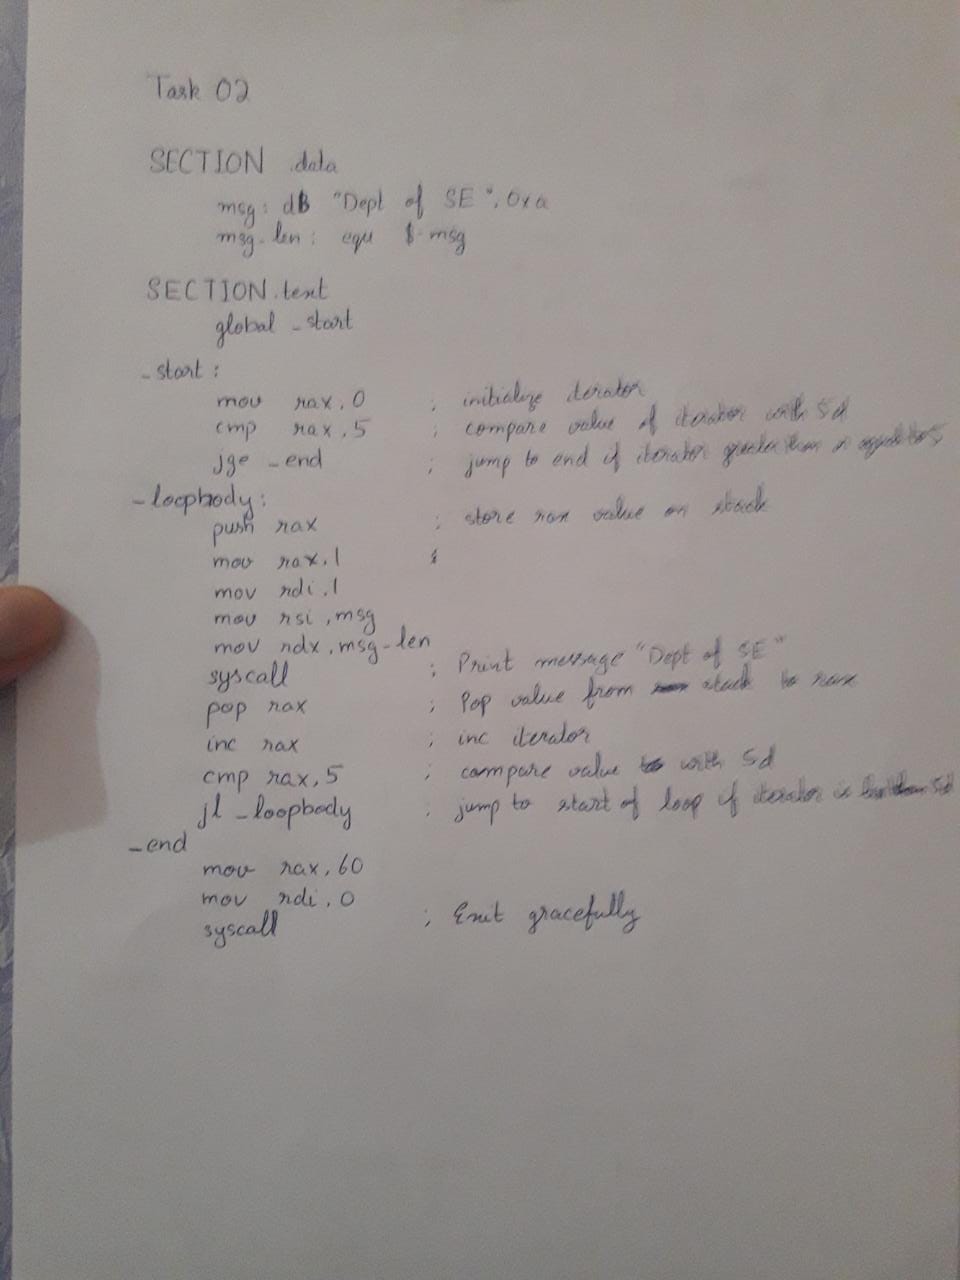 Task 02
SECTION .data
msg: dB "Dept of SE", 0xa
msg-len: equ $-msg
SECTION .text
global _start
_start:
mov rax, 0 ; initialize iterator
cmp rax, 5 ; compare value of iterator with 5d
jge _end ; jump to end if iterator greater than or equal to 5
_loopbody:
push rax ; store rax value on stack
mov rax, 1 ;
mov rdi, 1
mov rsi, msg
mov rdx, msg-len
syscall ; Print message "Dept of SE"
pop rax ; Pop value from stack to rax
inc rax ; inc iterator
cmp rax, 5 ; compare value with 5d
jl _loopbody ; jump to start of loop if iterator is less than 5d
_end
mov rax, 60
mov rdi, 0
syscall ; Exit gracefully